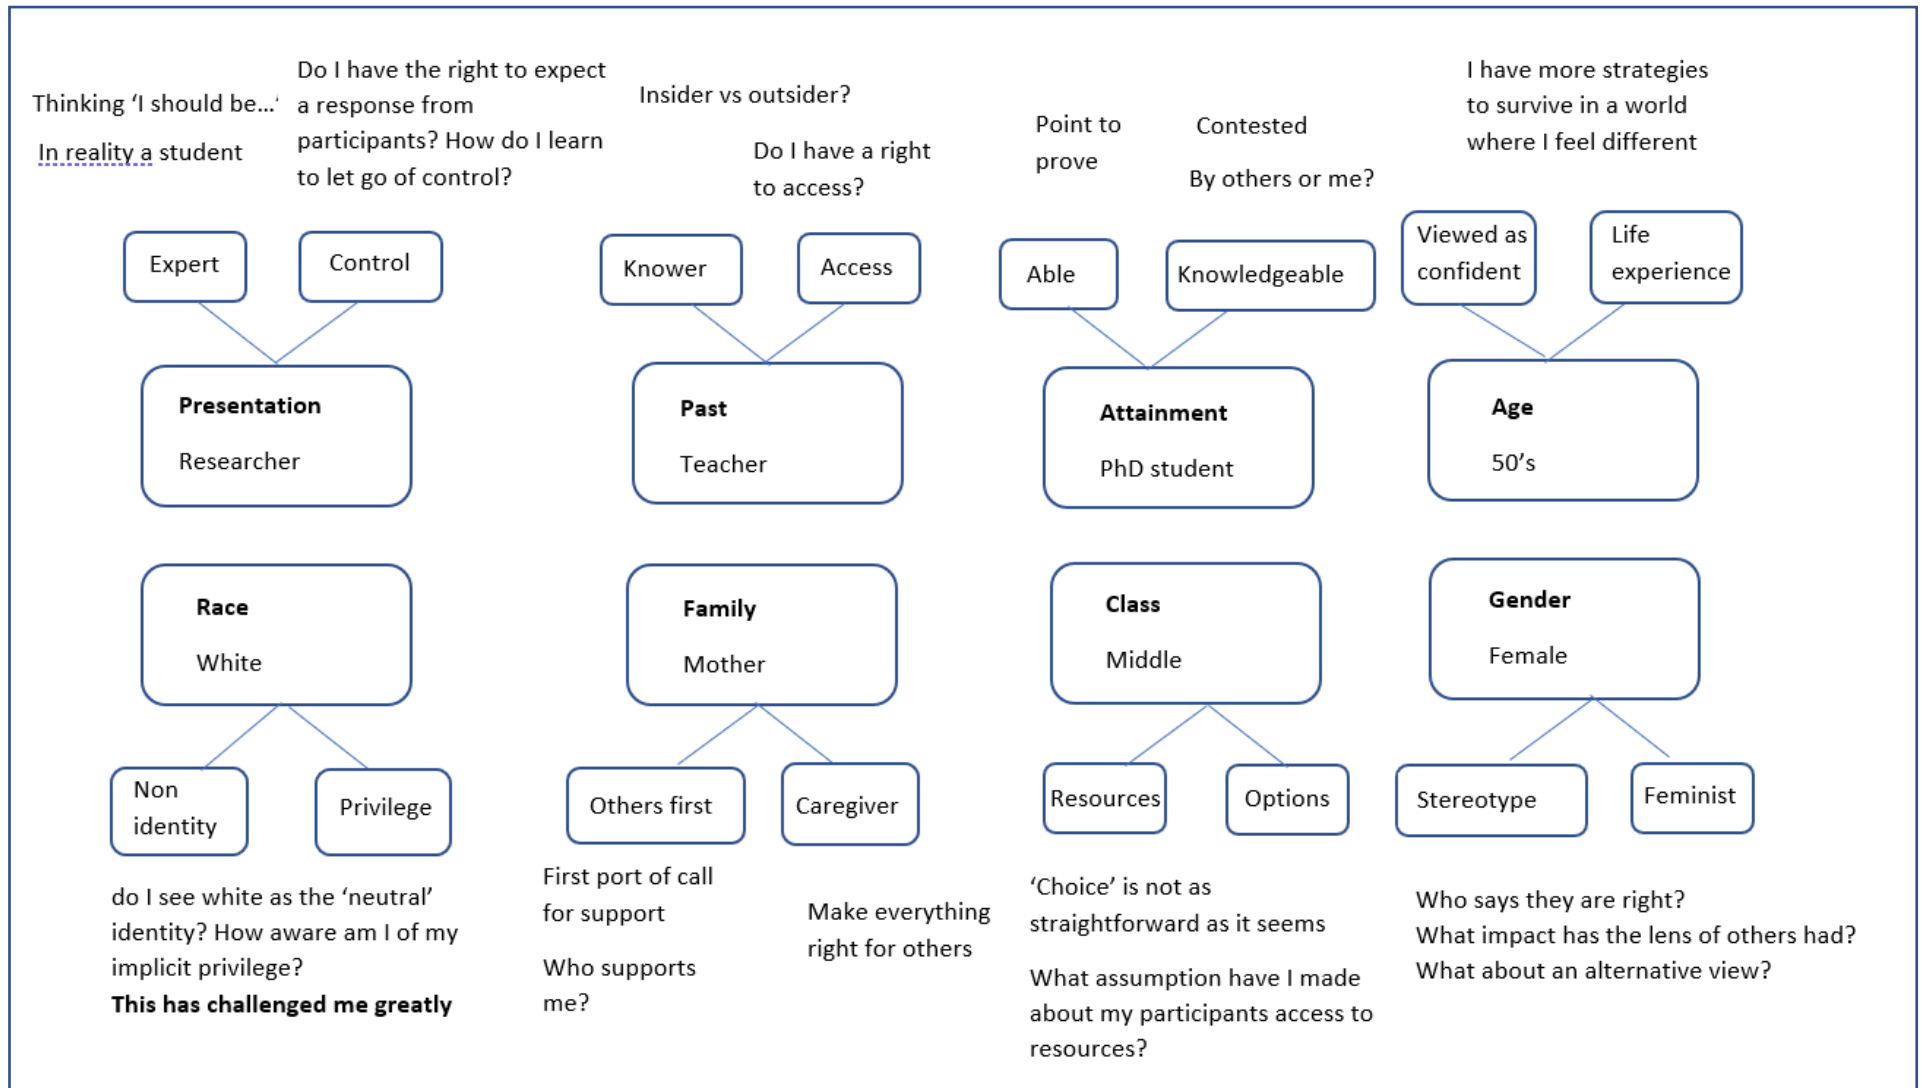 Thinking ‘I should be…’
In reality a student
Do I have the right to expect
a response from
participants? How do I learn
to let go of control?
Insider vs outsider?
Do I have a right
to access?
Point to
prove
Contested
By others or me?
I have more strategies
to survive in a world
where I feel different
Expert
Control
Knower
Access
Able
Knowledgeable
Viewed as
confident
Life
experience
Presentation
Researcher
Past
Teacher
Attainment
PhD student
Age
50’s
Race
White
Family
Mother
Class
Middle
Gender
Female
Non
identity
Privilege
Others first
Caregiver
Resources
Options
Stereotype
Feminist
do I see white as the ‘neutral’
identity? How aware am I of my
implicit privilege?
This has challenged me greatly
First port of call
for support
Who supports
me?
Make everything
right for others
‘Choice’ is not as
straightforward as it seems
What assumption have I made
about my participants access to
resources?
Who says they are right?
What impact has the lens of others had?
What about an alternative view?